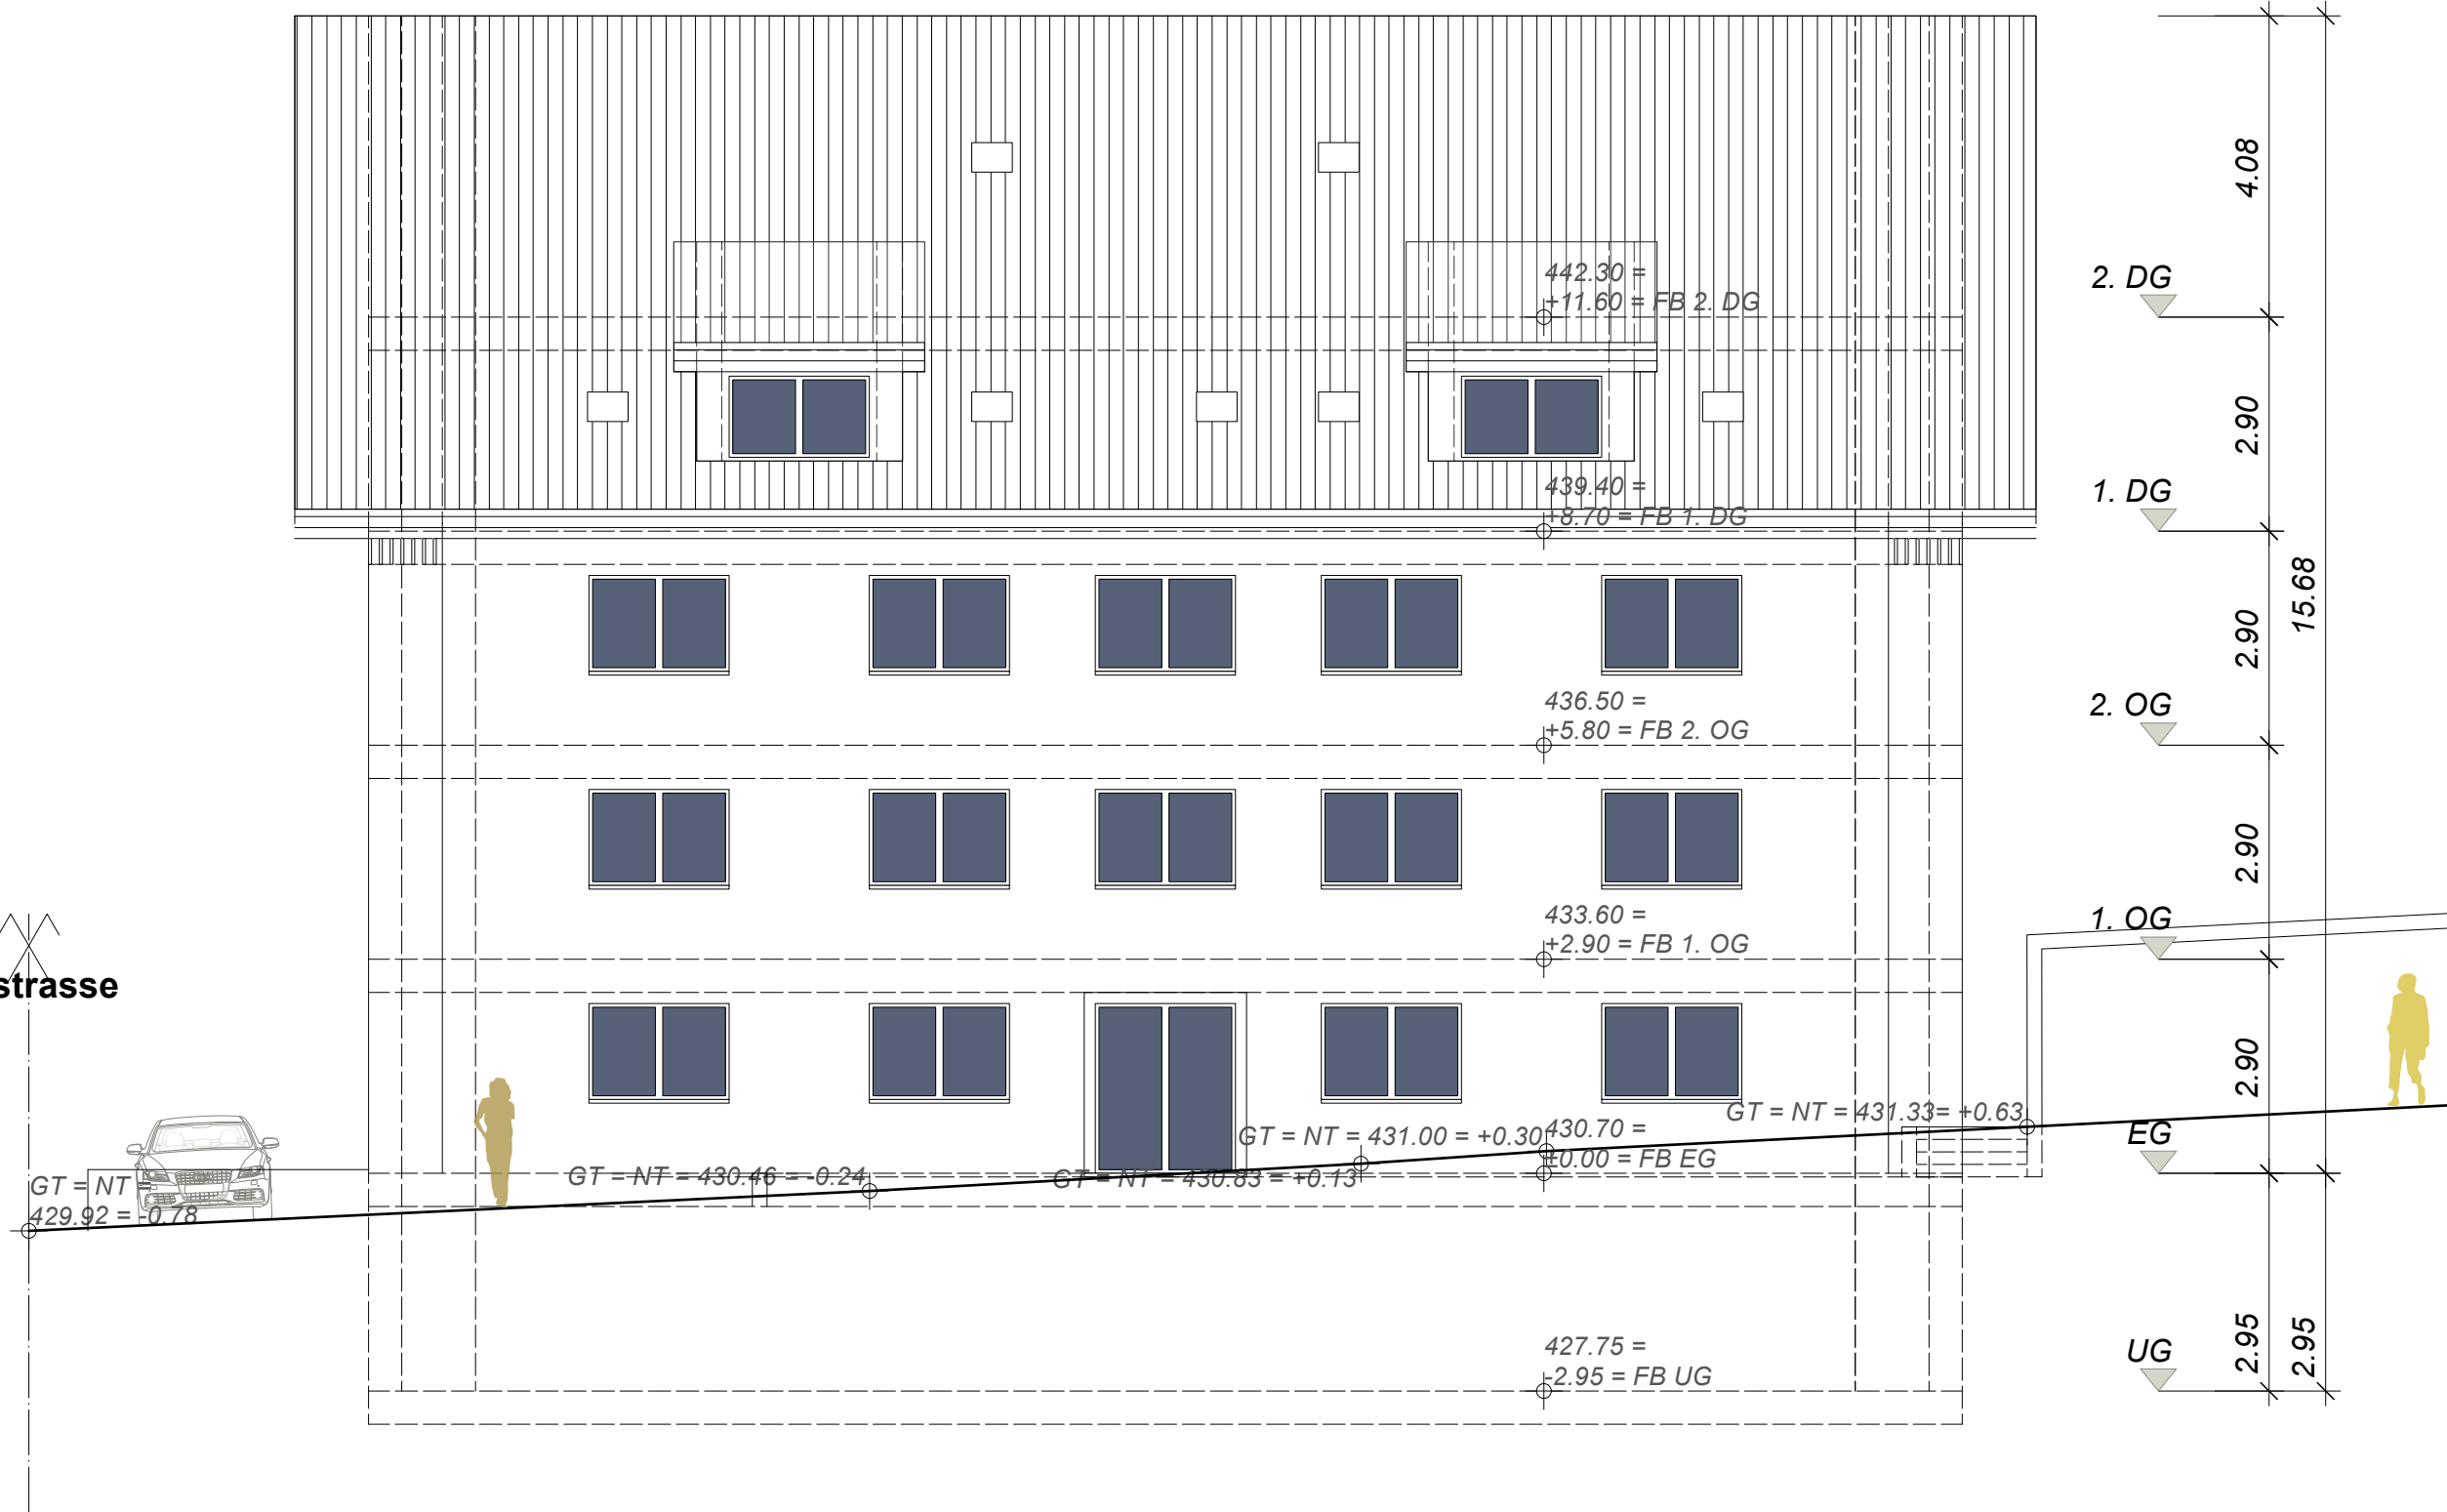 4.08
2. DG
442.30 =
+11.60 = FB 2. DG
2.90
1. DG
439.40 =
+8.70 = FB 1. DG
2.90
15.68
2. OG
436.50 =
+5.80 = FB 2. OG
2.90
1. OG
433.60 =
+2.90 = FB 1. OG
strasse
2.90
EG
GT = NT = 431.33= +0.63
430.70 =
±0.00 = FB EG
GT = NT = 431.00 = +0.30
GT = NT = 430.83 = +0.13
GT = NT = 430.46 = -0.24
GT = NT =
429.92 = -0.78
2.95
2.95
UG
427.75 =
-2.95 = FB UG